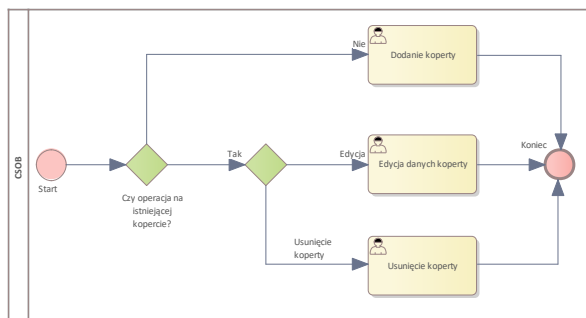 CSOB
Start
Czy operacja na
istniejącej
kopercie?
Nie
Dodanie koperty
Tak
Edycja
Edycja danych koperty
Usunięcie
koperty
Usunięcie koperty
Koniec